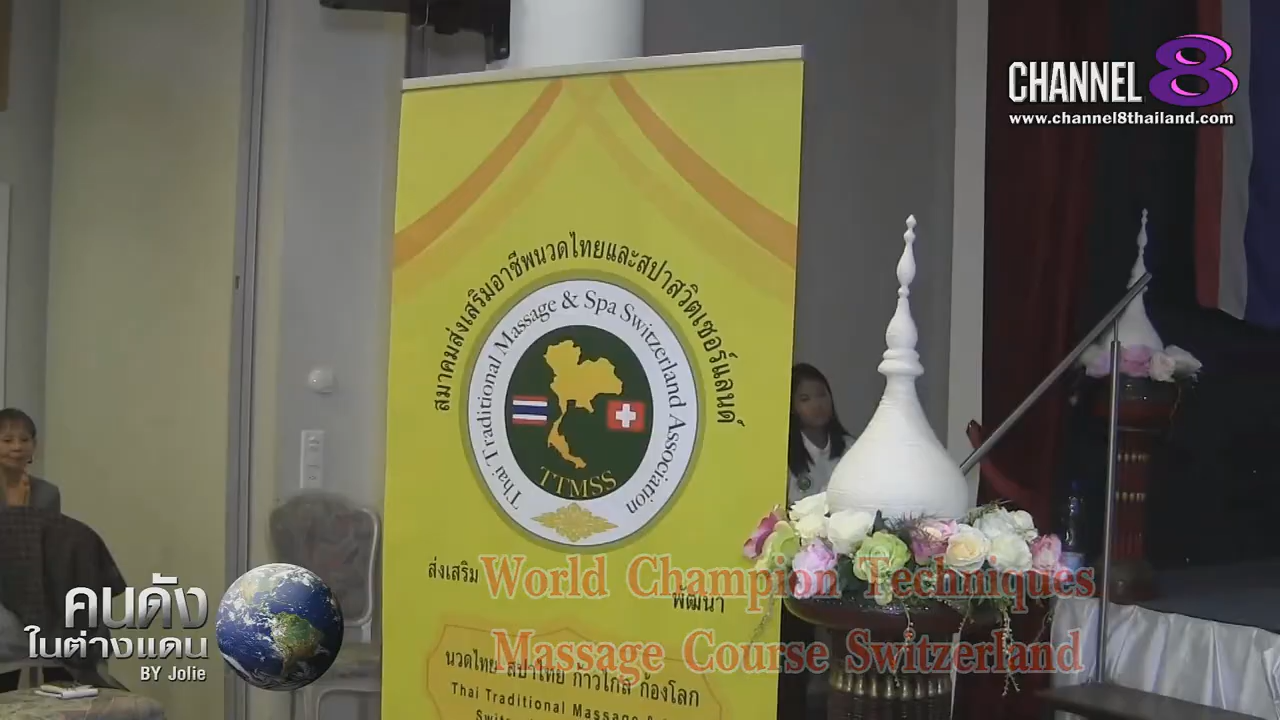 CHANNEL 8
www.channel8thailand.com
สมาคมส่งเสริมอาชีพนวดไทยและสปาสวิตเซอร์แลนด์
Thai Traditional Massage & Spa Switzerland Association
TTMSS
ส่งเสริม
พัฒนา
World Champion Techniques
Massage Course Switzerland
นวดไทย สปาไทย ก้าวไกล ก้องโลก
Thai Traditional Massage &
คนดัง
ในต่างแดน
BY Jolie